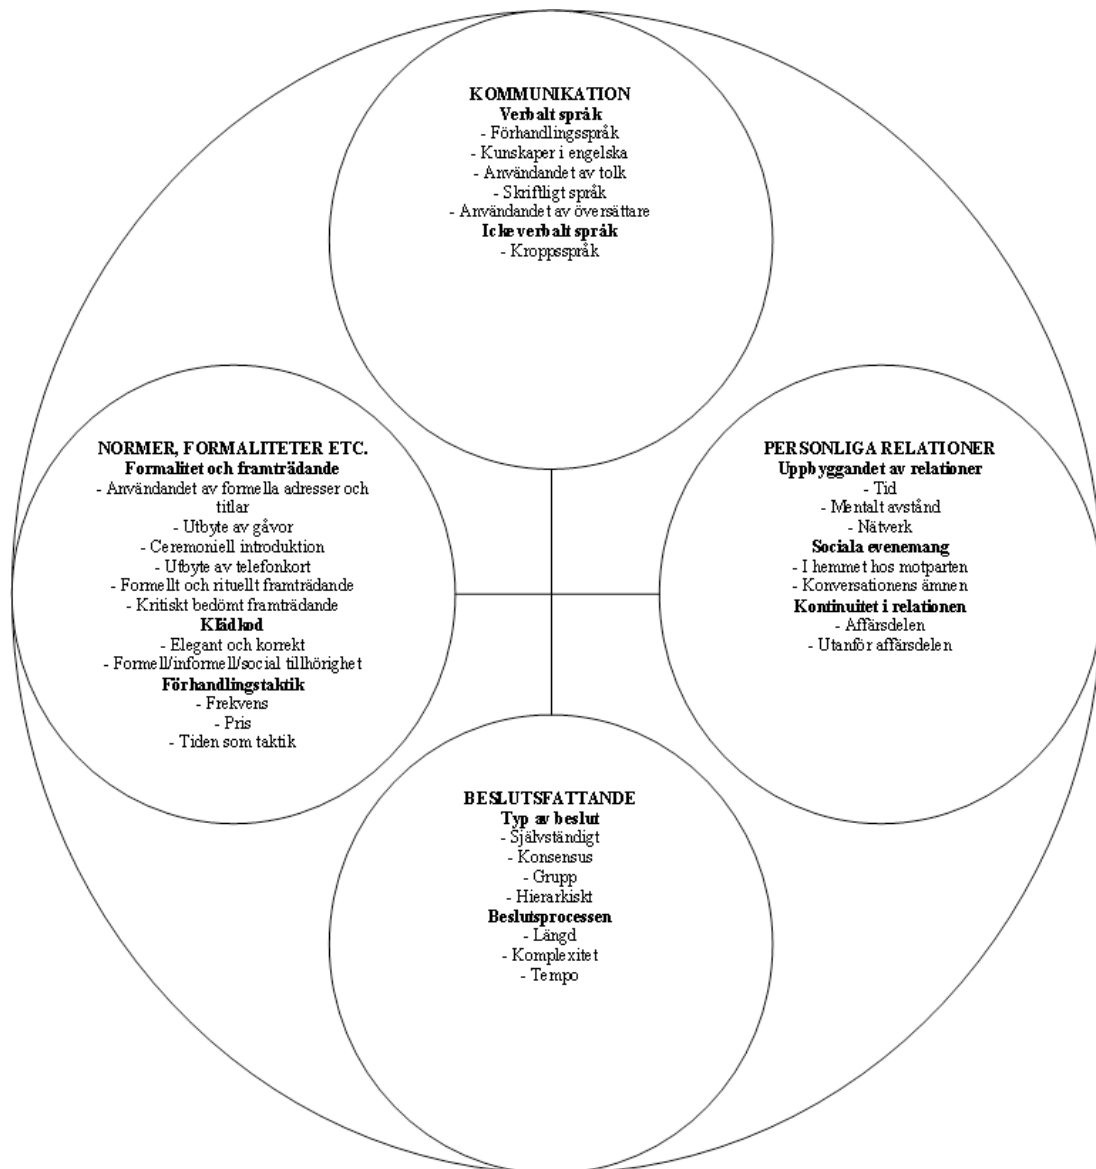 KOMMUNIKATION
Verbalt språk
- Förhandlingsspråk
- Kunskaper i engelska
- Användandet av tolk
- Skriftligt språk
- Användandet av översättare
Icke verbalt språk
- Kroppsspråk
NORMER, FORMALITETER ETC.
Formalitet och framträdande
- Användandet av formella adresser och
titlar
- Utbyte av gåvor
- Ceremoniell introduktion
- Utbyte av telefonkort
- Formellt och rituellt framträdande
- Kritiskt bedömt framträdande
Klädkod
- Elegant och korrekt
- Formell/informell/social tillhörighet
Förhandlingstaktik
- Frekvens
- Pris
- Tiden som taktik
PERSONLIGA RELATIONER
Uppbyggandet av relationer
- Tid
- Mentalt avstånd
- Nätverk
Sociala evenemang
- I hemmet hos motparten
- Konversationens ämnen
Kontinuitet i relationen
- Affärsdelen
- Utanför affärsdelen
BESLUTSFATTANDE
Typ av beslut
- Självständigt
- Konsensus
- Grupp
- Hierarkiskt
Beslutsprocessen
- Längd
- Komplexitet
- Tempo